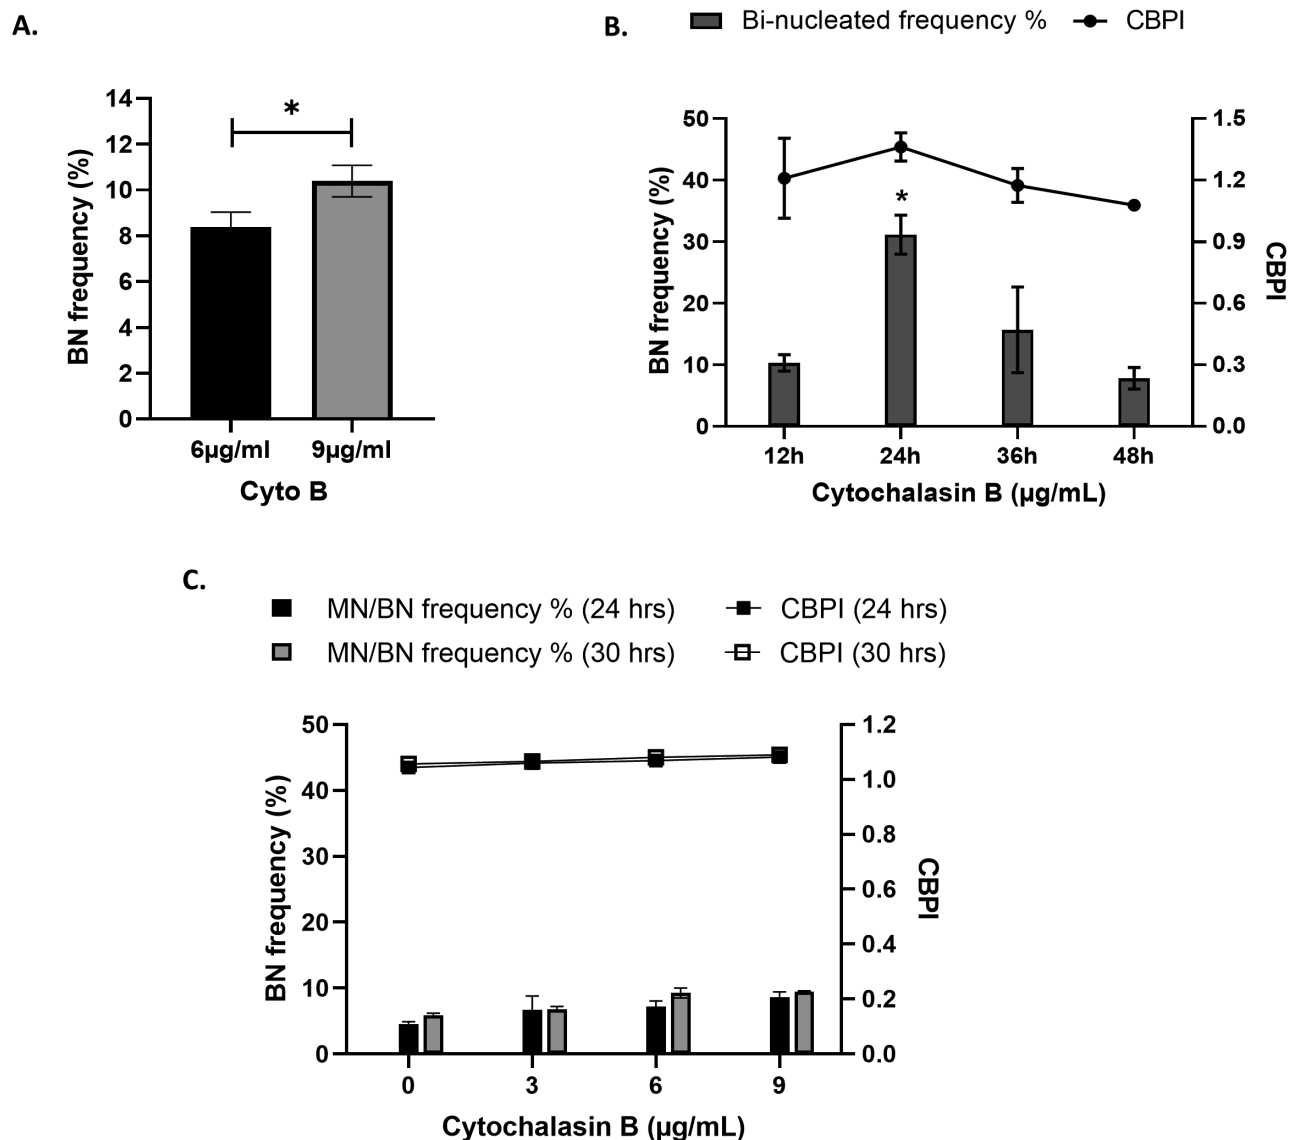 A.
14
12
10
8
6
4
2
0
BN frequency (%)
*
6µg/ml 9µg/ml
Cyto B
B.
Bi-nucleated frequency % CBPI
50
40
30
20
10
0
BN frequency (%)
*
1.5
1.2
0.9
0.6
0.3
0.0
CBPI
12h 24h 36h 48h
Cytochalasin B (µg/mL)
C.
MN/BN frequency % (24 hrs) CBPI (24 hrs)
MN/BN frequency % (30 hrs) CBPI (30 hrs)
50
40
30
20
10
0
BN frequency (%)
1.2
1.0
0.8
0.6
0.4
0.2
0.0
CBPI
0 3 6 9
Cytochalasin B (µg/mL)